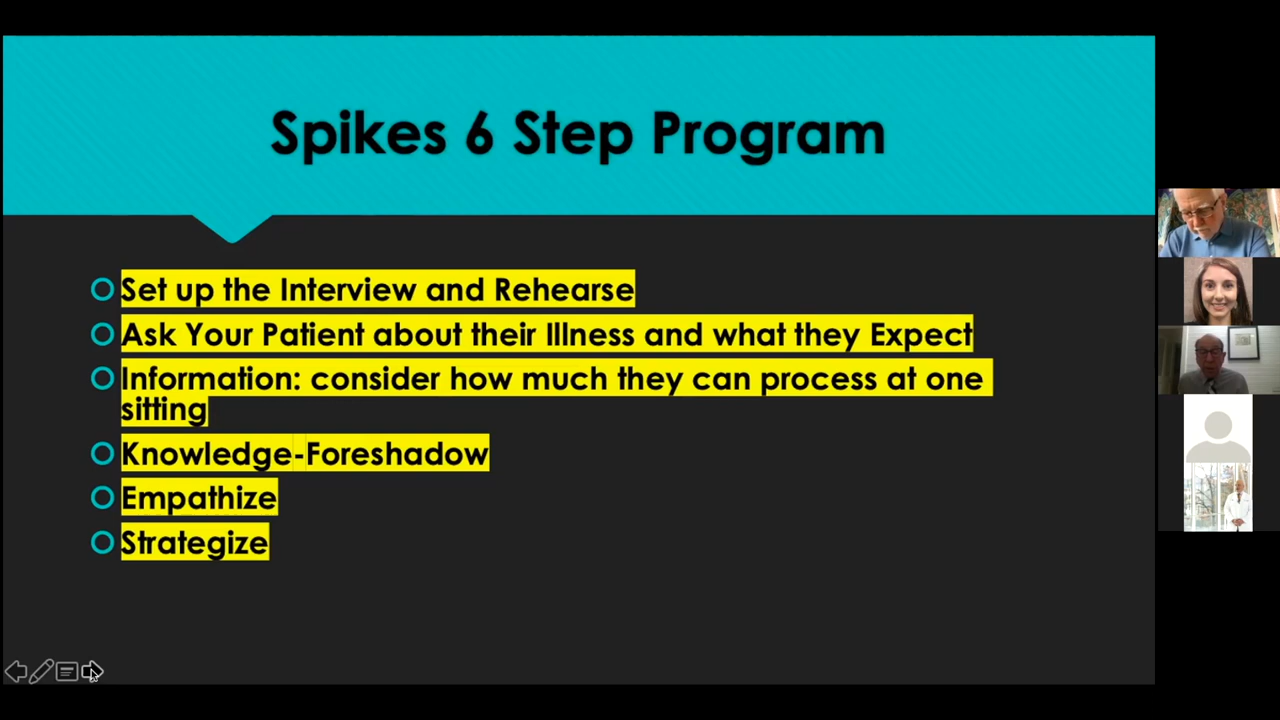 Spikes 6 Step Program
Set up the Interview and Rehearse
Ask Your Patient about their Illness and what they Expect
Information: consider how much they can process at one
sitting
Knowledge-Foreshadow
Empathize
Strategize